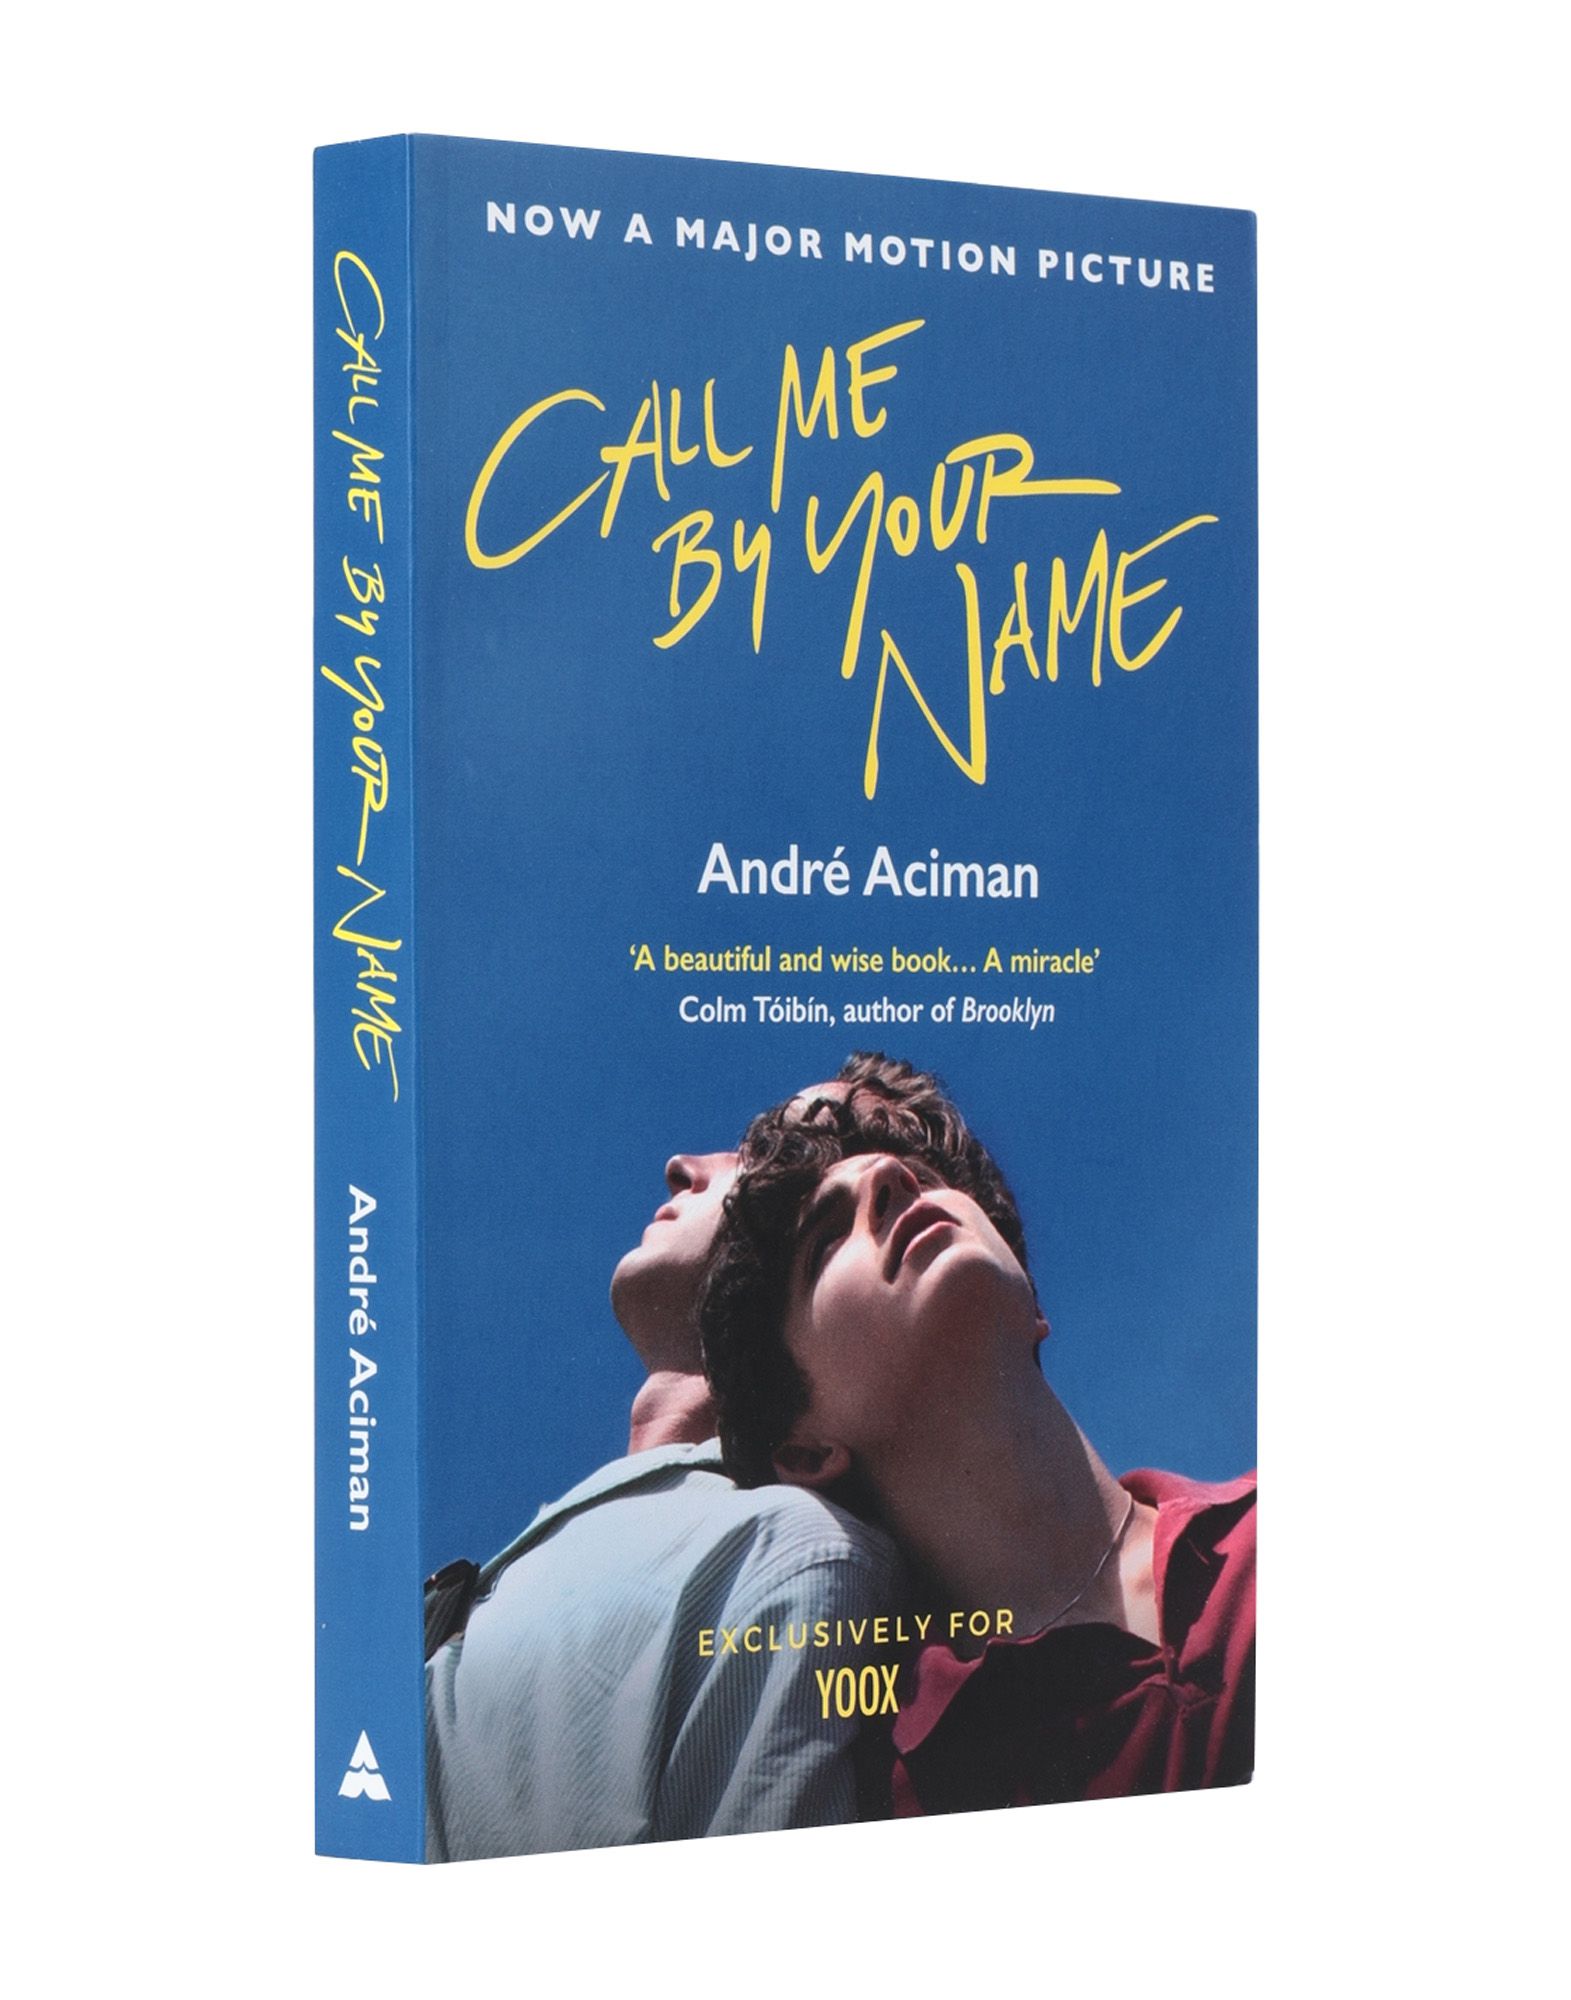 CALL ME BY YOUR NAME André Aciman
NOW A MAJOR MOTION PICTURE
CALL ME
BY YOUR
NAME
André Aciman
‘A beautiful and wise book... A miracle’
Colm Tóibín, author of Brooklyn
EXCLUSIVELY FOR
YOOX